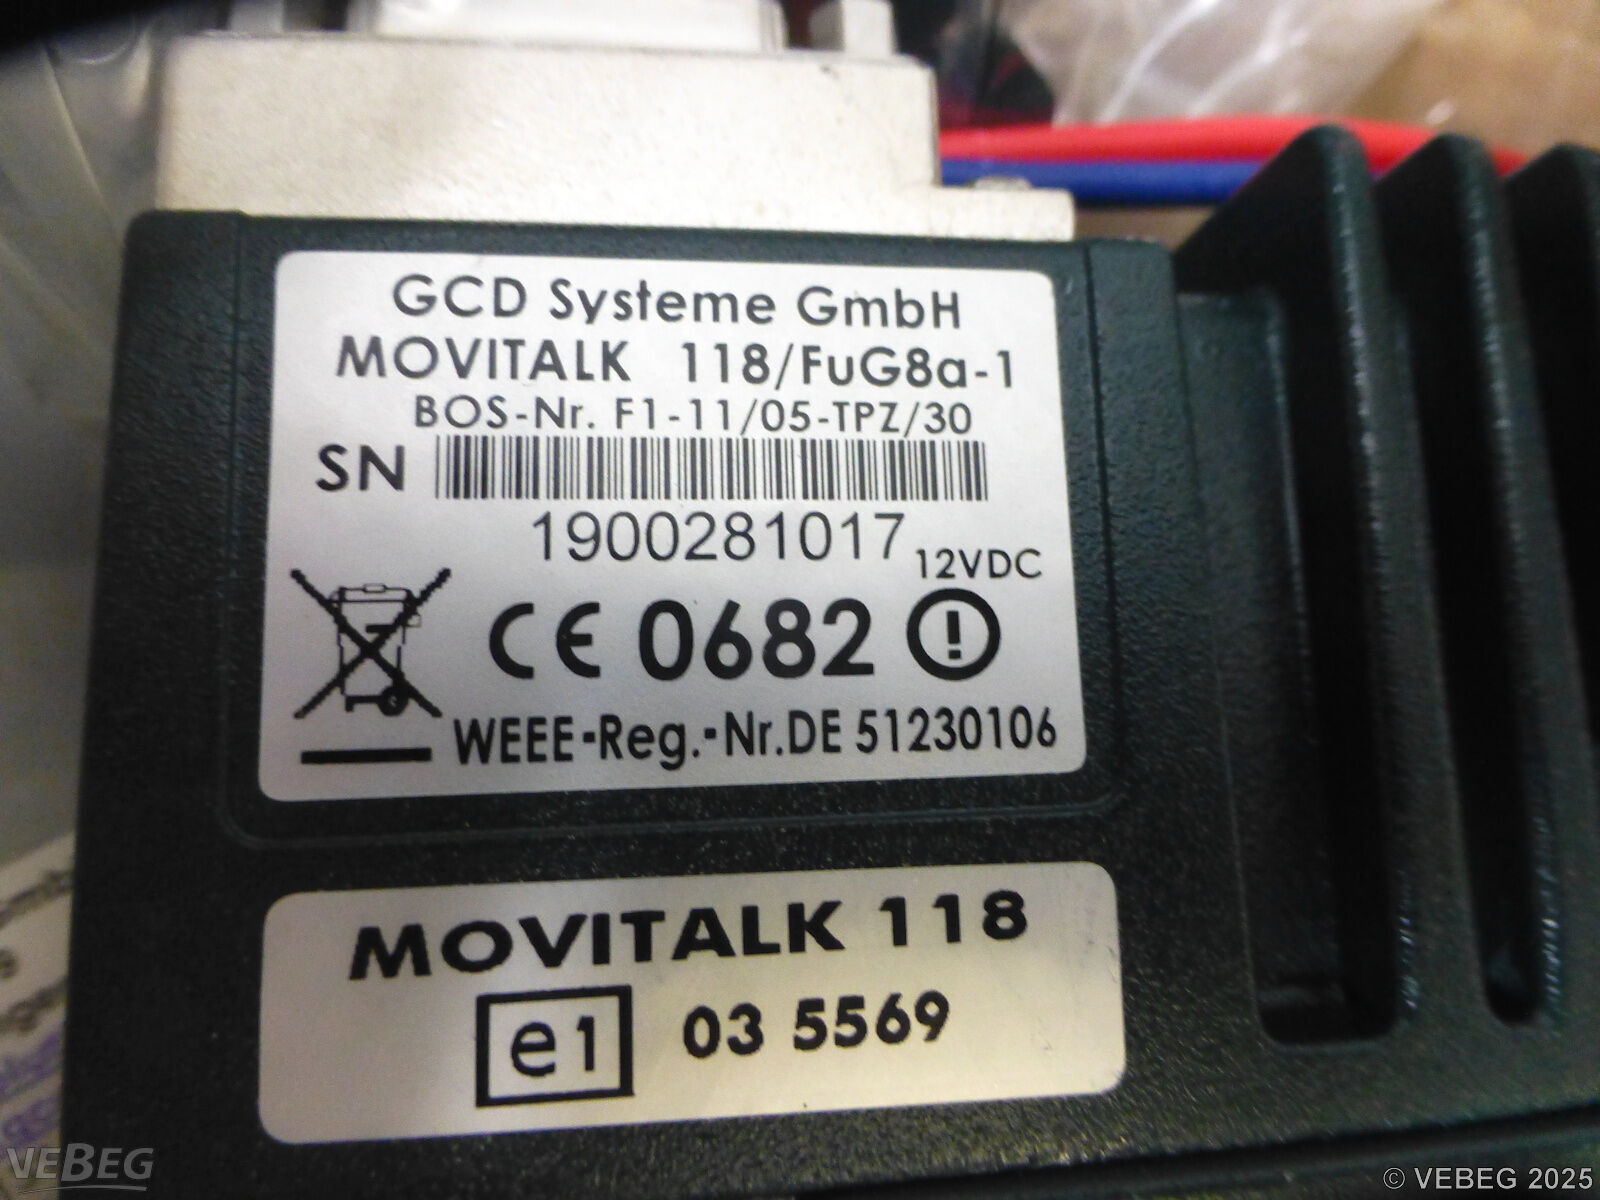 GCD Systeme GmbH
MOVITALK 118/FuG8a-1
BOS-Nr. F1-11/05-TPZ/30
SN
1900281017
12VDC
CE 0682
WEEE-Reg.-Nr.DE 51230106
MOVITALK 118
e1 03 5569
VEBEG
© VEBEG 2025